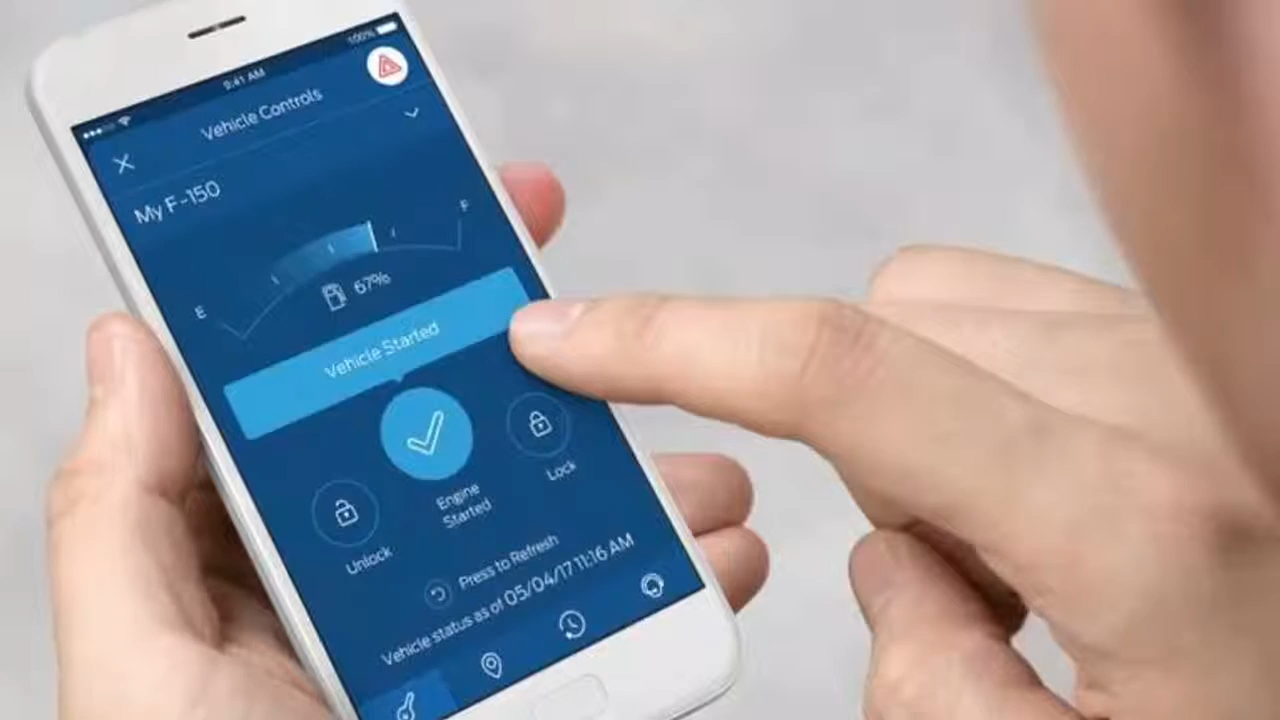 100%
9:41 AM
Vehicle Controls
My F-150
E
F
67%
Vehicle Started
Unlock
Engine
Started
Lock
Press to Refresh
Vehicle status as of 05/04/17 11:16 AM